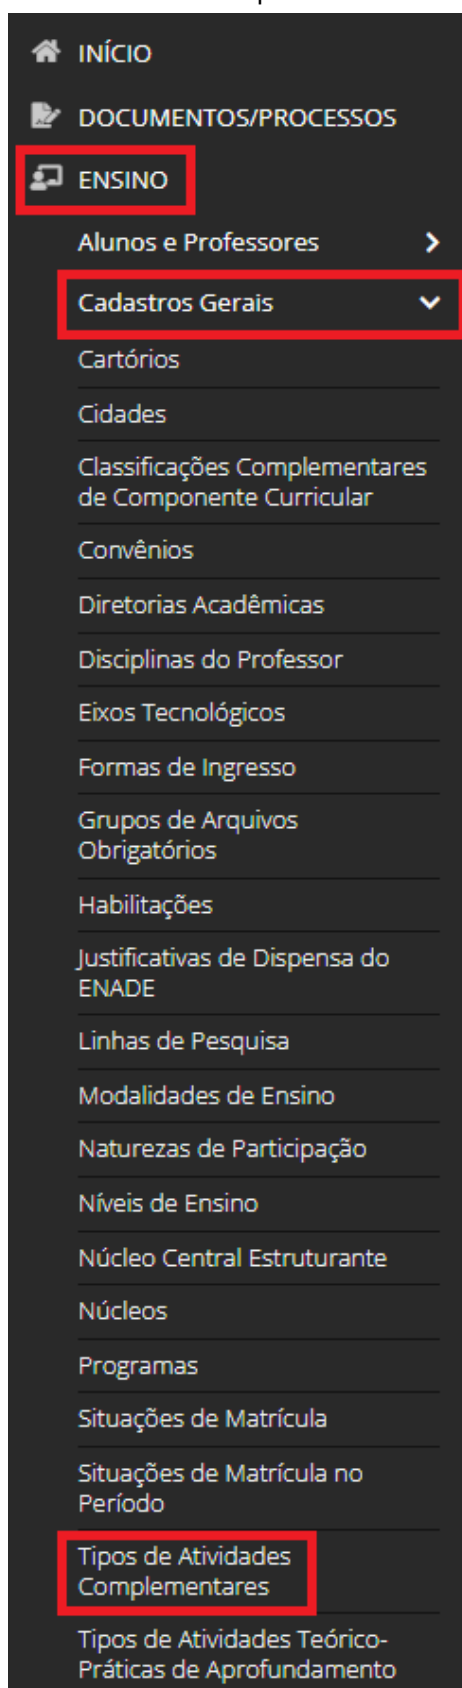 INÍCIO
DOCUMENTOS/PROCESSOS
ENSINO
Alunos e Professores
Cadastros Gerais
Cartórios
Cidades
Classificações Complementares
de Componente Curricular
Convênios
Diretorias Acadêmicas
Disciplinas do Professor
Eixos Tecnológicos
Formas de Ingresso
Grupos de Arquivos
Obrigatórios
Habilitações
Justificativas de Dispensa do
ENADE
Linhas de Pesquisa
Modalidades de Ensino
Naturezas de Participação
Níveis de Ensino
Núcleo Central Estruturante
Núcleos
Programas
Situações de Matrícula
Situações de Matrícula no
Período
Tipos de Atividades
Complementares
Tipos de Atividades Teórico-
Práticas de Aprofundamento